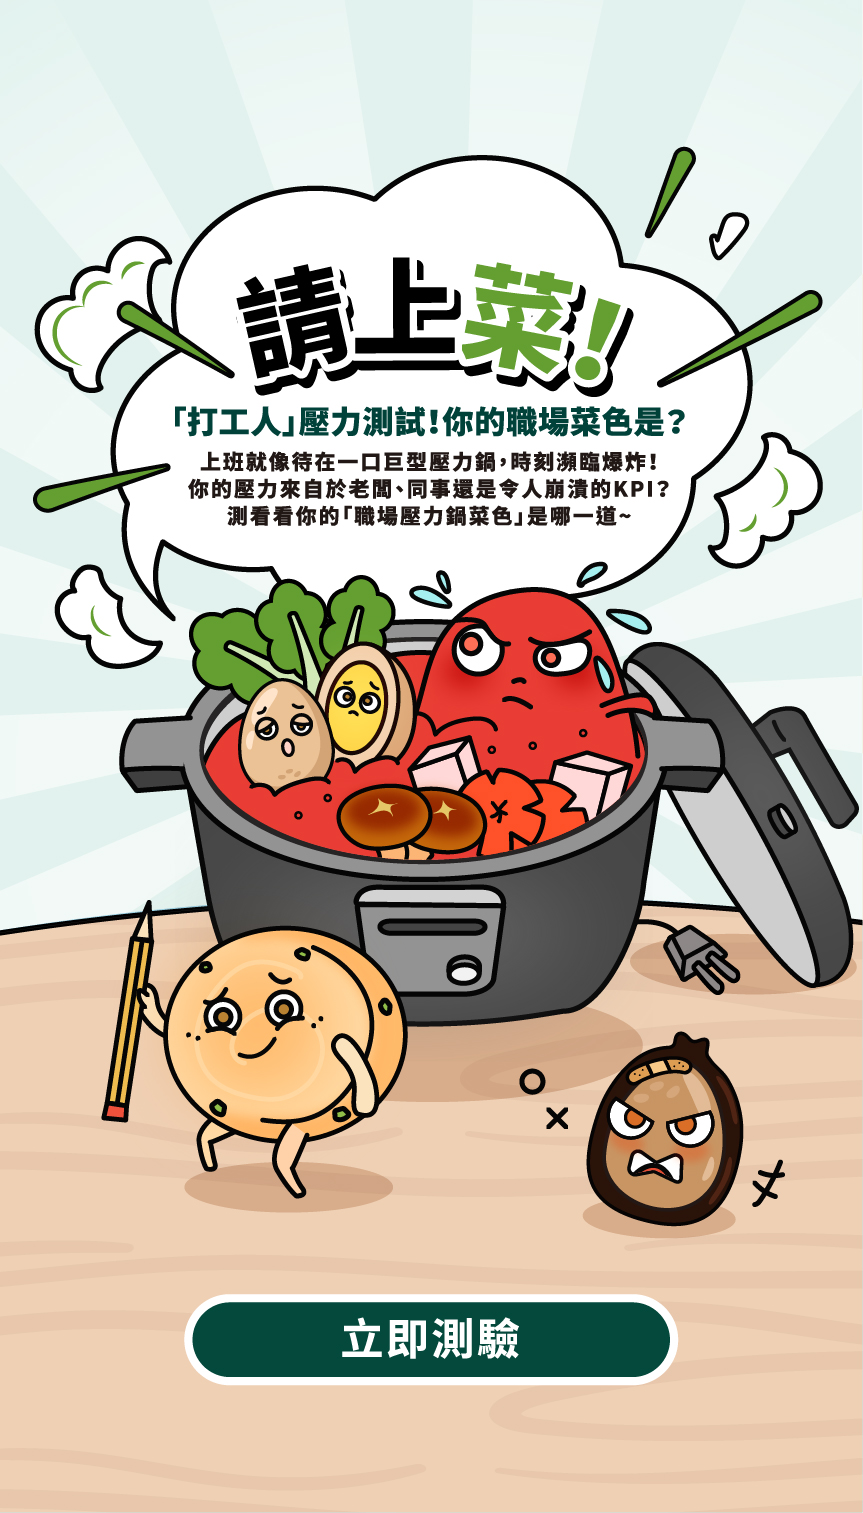 請上菜!
「打工人」壓力測試!你的職場菜色是?
上班就像待在一口巨型壓力鍋,時刻瀕臨爆炸!
你的壓力來自於老闆、同事還是令人崩潰的KPI?
測看看你的「職場壓力鍋菜色」是哪一道~
立即測驗